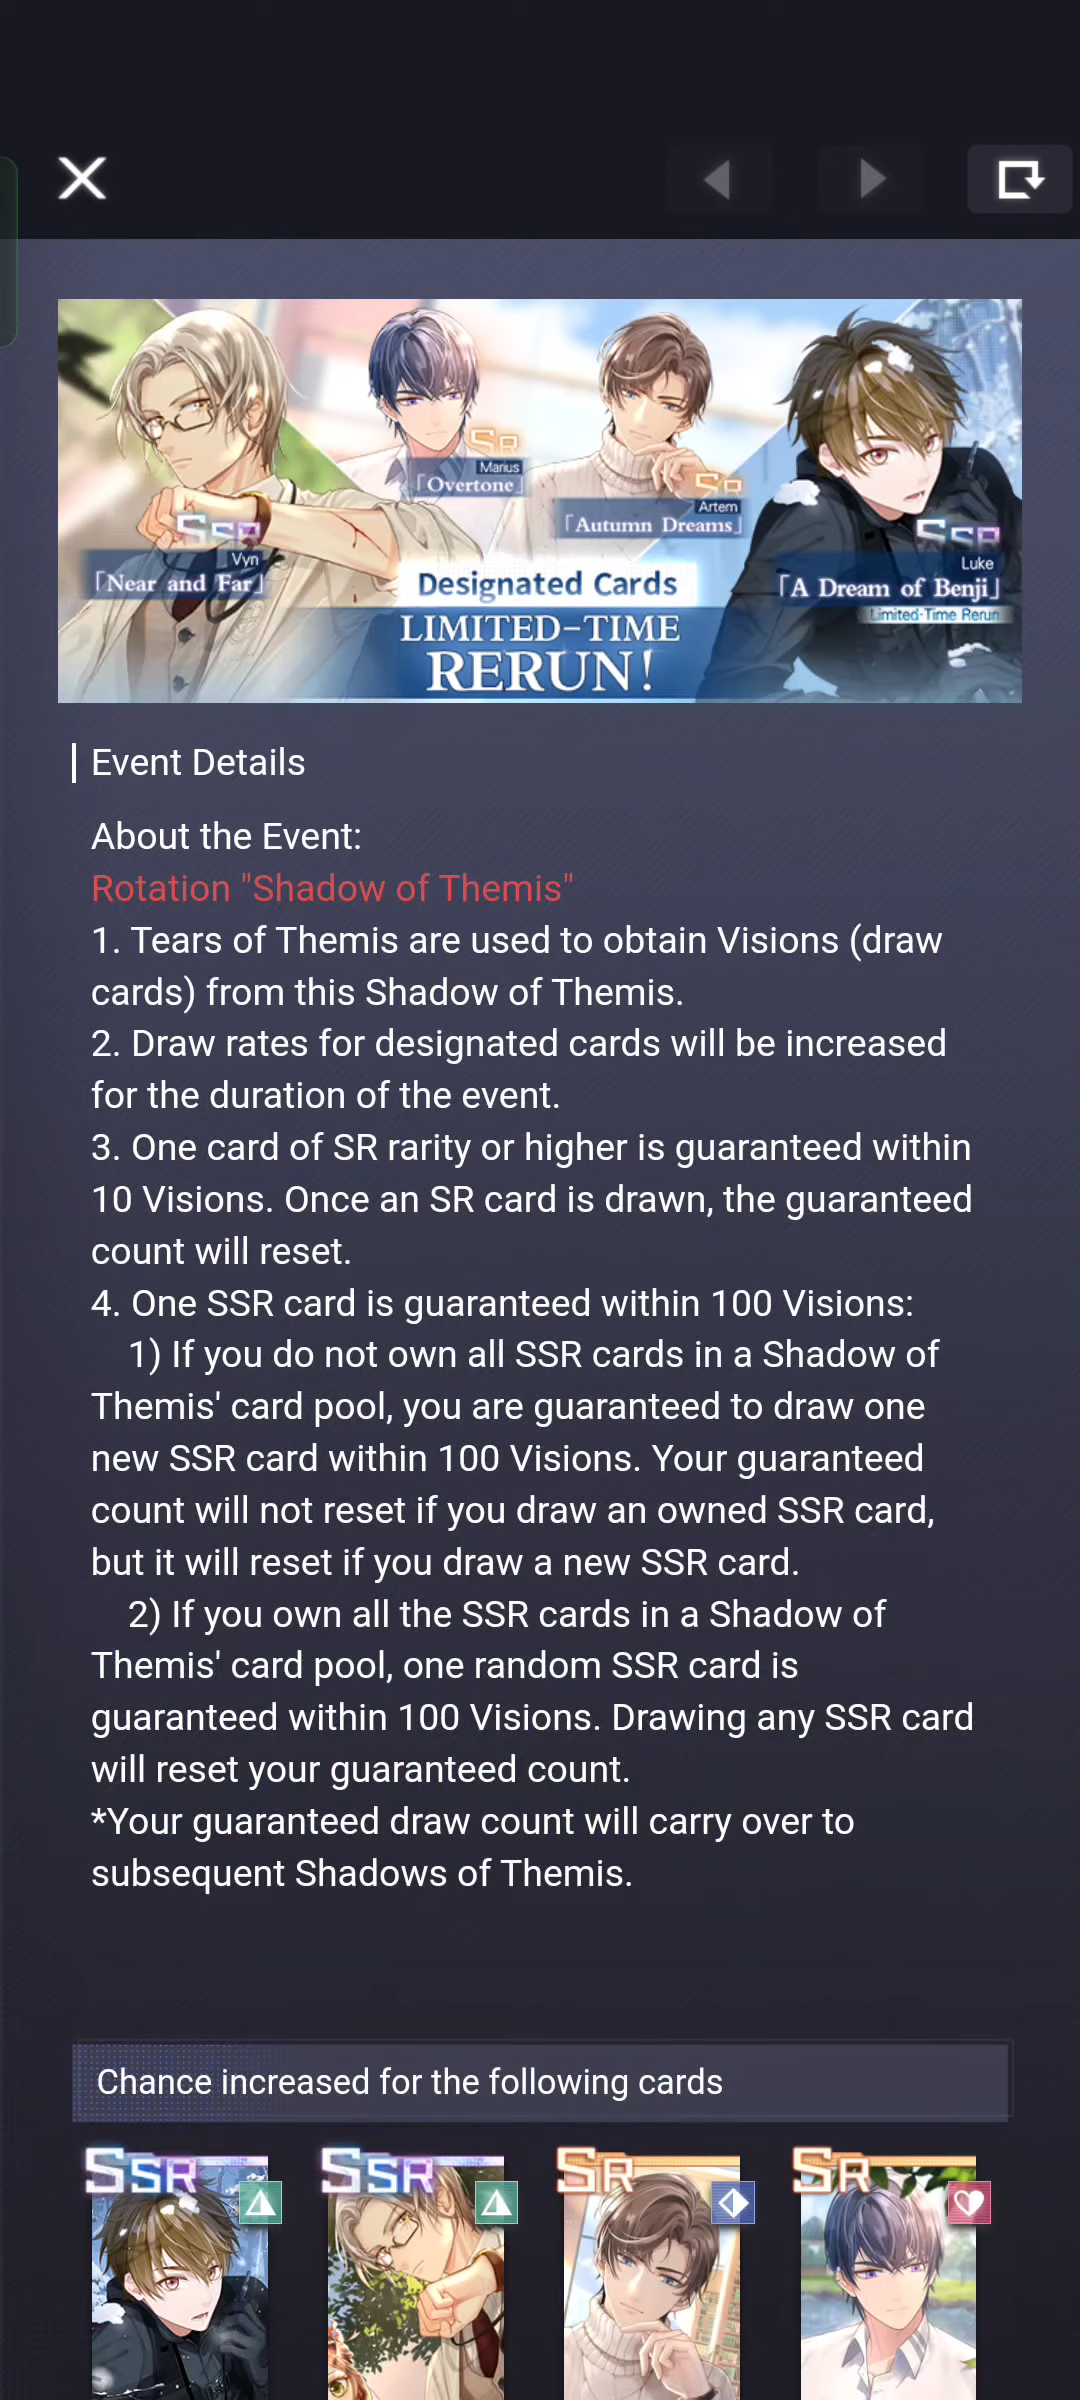 SR
Marius
「Overtone」
SR
Artem
「Autumn Dreams」
SSR
Vyn
「Near and Far」
SSR
Luke
「A Dream of Benji」
Limited-Time Rerun
Designated Cards
LIMITED-TIME
RERUN!
Event Details
About the Event:
Rotation "Shadow of Themis"
1. Tears of Themis are used to obtain Visions (draw
cards) from this Shadow of Themis.
2. Draw rates for designated cards will be increased
for the duration of the event.
3. One card of SR rarity or higher is guaranteed within
10 Visions. Once an SR card is drawn, the guaranteed
count will reset.
4. One SSR card is guaranteed within 100 Visions:
1) If you do not own all SSR cards in a Shadow of
Themis' card pool, you are guaranteed to draw one
new SSR card within 100 Visions. Your guaranteed
count will not reset if you draw an owned SSR card,
but it will reset if you draw a new SSR card.
2) If you own all the SSR cards in a Shadow of
Themis' card pool, one random SSR card is
guaranteed within 100 Visions. Drawing any SSR card
will reset your guaranteed count.
*Your guaranteed draw count will carry over to
subsequent Shadows of Themis.
Chance increased for the following cards
SSR SSR SR SR